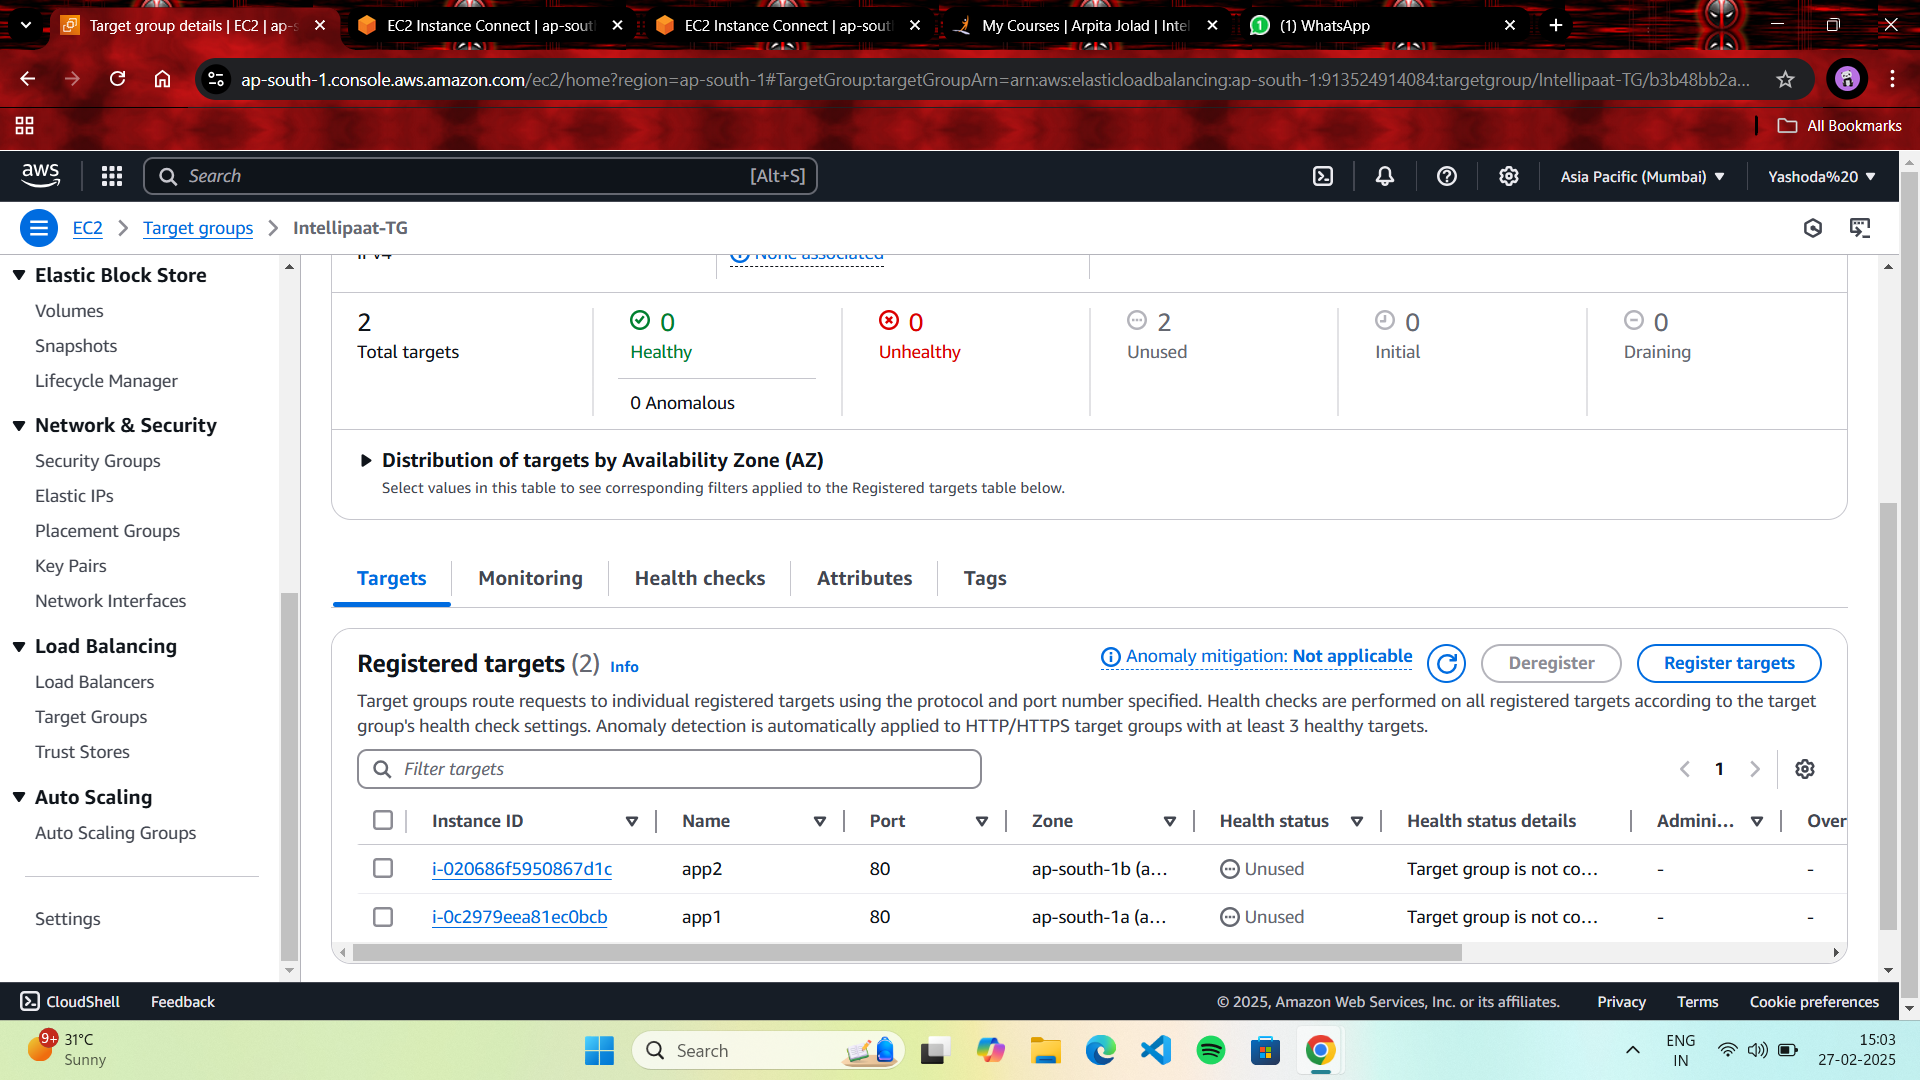 Target group details | EC2 | ap-s
EC2 Instance Connect | ap-sout
EC2 Instance Connect | ap-sout
My Courses | Arpita Jolad | Intel
(1) WhatsApp
ap-south-1.console.aws.amazon.com/ec2/home?region=ap-south-1#TargetGroup:targetGroupArn=arn:aws:elasticloadbalancing:ap-south-1:913524914084:targetgroup/Intellipaat-TG/b3b48bb2a...
All Bookmarks
aws
Search
[Alt+S]
Asia Pacific (Mumbai)
Yashoda%20
EC2
Target groups
Intellipaat-TG
Elastic Block Store
Volumes
Snapshots
Lifecycle Manager
Network & Security
Security Groups
Elastic IPs
Placement Groups
Key Pairs
Network Interfaces
Load Balancing
Load Balancers
Target Groups
Trust Stores
Auto Scaling
Auto Scaling Groups
Settings
IPv4
None associated
2
Total targets
0
Healthy
0 Anomalous
0
Unhealthy
2
Unused
0
Initial
0
Draining
Distribution of targets by Availability Zone (AZ)
Select values in this table to see corresponding filters applied to the Registered targets table below.
Targets
Monitoring
Health checks
Attributes
Tags
Registered targets (2) Info
Anomaly mitigation: Not applicable
Deregister
Register targets
Target groups route requests to individual registered targets using the protocol and port number specified. Health checks are performed on all registered targets according to the target
group's health check settings. Anomaly detection is automatically applied to HTTP/HTTPS target groups with at least 3 healthy targets.
Filter targets
1
Instance ID Name Port Zone Health status Health status details Admini... Over
i-020686f5950867d1c app2 80 ap-south-1b (a... Unused Target group is not co... - -
i-0c2979eea81ec0bcb app1 80 ap-south-1a (a... Unused Target group is not co... - -
CloudShell
Feedback
© 2025, Amazon Web Services, Inc. or its affiliates.
Privacy
Terms
Cookie preferences
9+
31°C
Sunny
Search
ENG
IN
15:03
27-02-2025